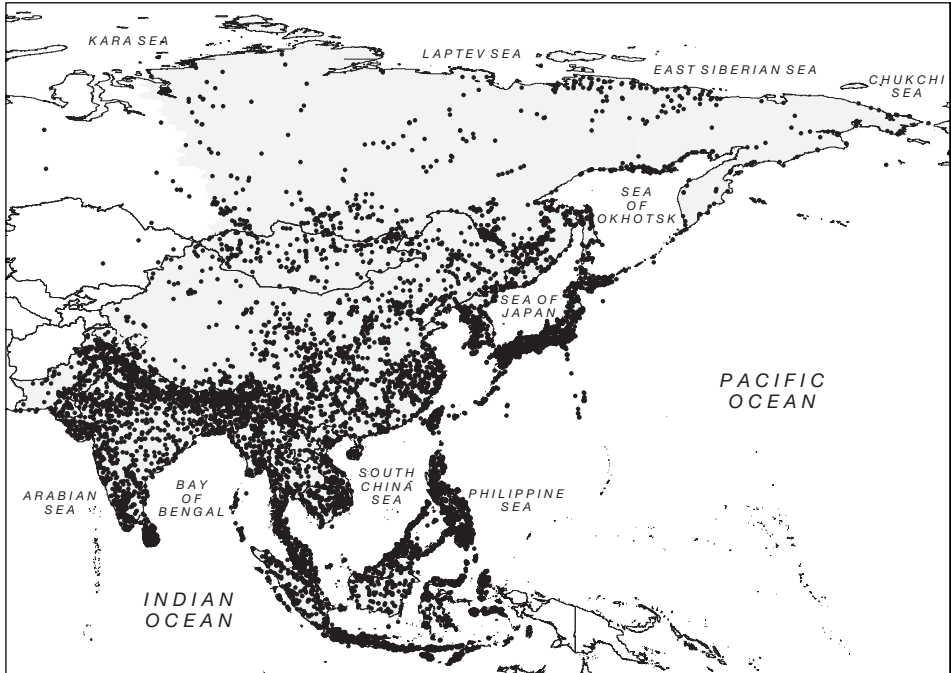 KARA SEA
LAPTEV SEA
EAST SIBERIAN SEA
CHUKCHI
SEA
SEA
OF
OKHOTSK
SEA OF
JAPAN
PACIFIC
OCEAN
ARABIAN
SEA
BAY
OF
BENGAL
SOUTH
CHINA
SEA
PHILIPPINE
SEA
INDIAN
OCEAN